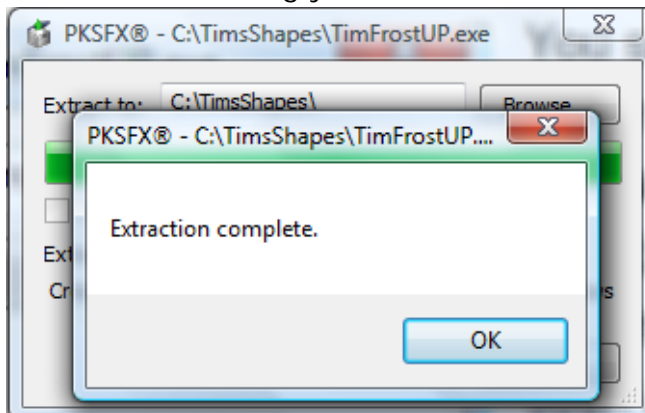 PKSFX® - C:\TimsShapes\TimFrostUP.exe
Extract to: C:\TimsShapes\ Browse
PKSFX® - C:\TimsShapes\TimFrostUP....
Extraction complete.
OK